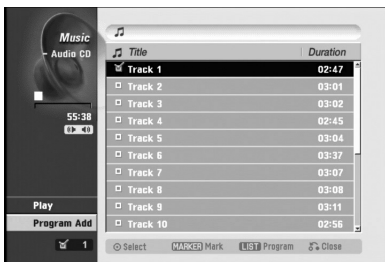 Music
- Audio CD
55:38
Play
Program Add
1
Title Duration
Track 1 02:47
Track 2 03:01
Track 3 03:02
Track 4 02:45
Track 5 03:04
Track 6 03:37
Track 7 03:07
Track 8 03:08
Track 9 03:11
Track 10 02:56
Select MARKER Mark LIST Program Close